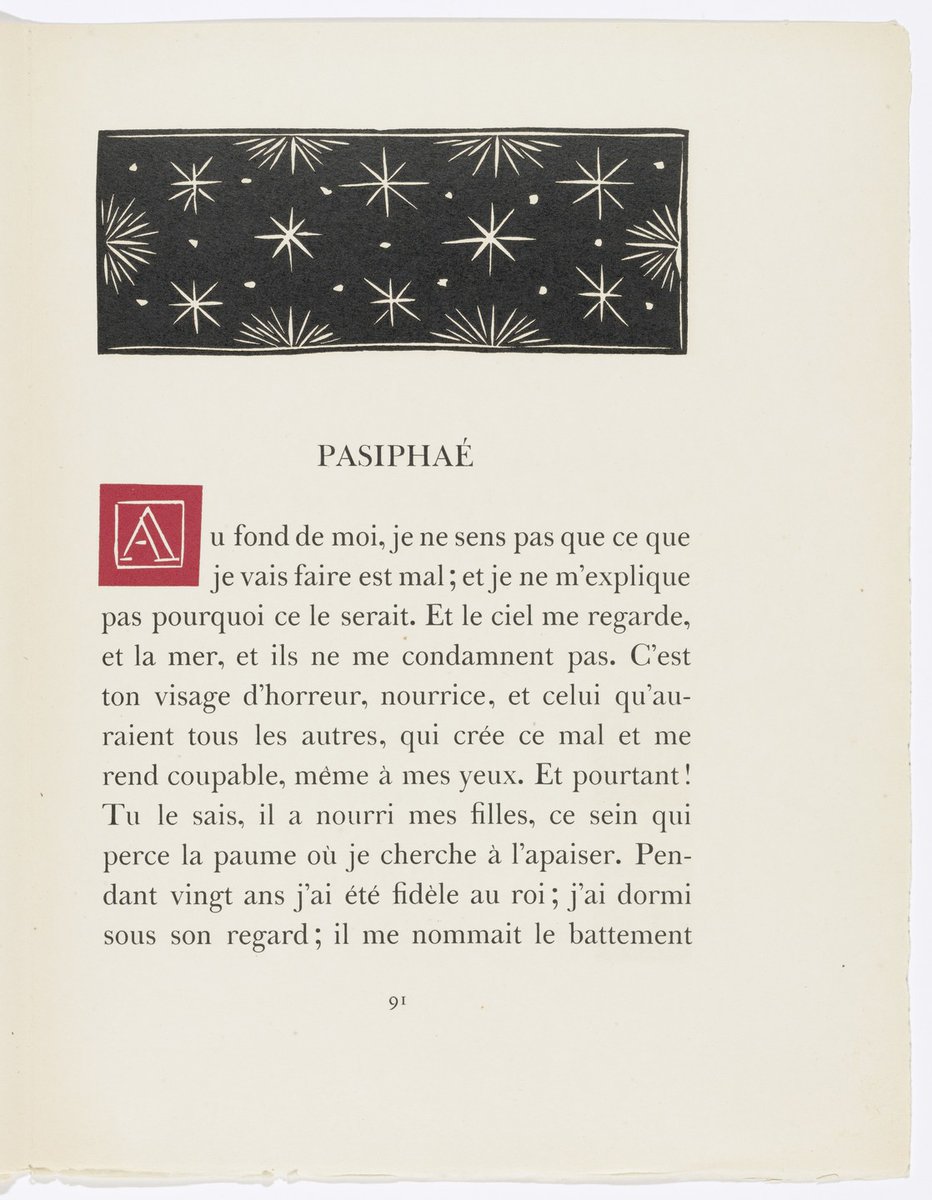 PASIPHAÉ
Au fond de moi, je ne sens pas que ce que
je vais faire est mal ; et je ne m’explique
pas pourquoi ce le serait. Et le ciel me regarde,
et la mer, et ils ne me condamnent pas. C’est
ton visage d’horreur, nourrice, et celui qu’au-
raient tous les autres, qui crée ce mal et me
rend coupable, même à mes yeux. Et pourtant !
Tu le sais, il a nourri mes filles, ce sein qui
perce la paume où je cherche à l’apaiser. Pen-
dant vingt ans j’ai été fidèle au roi ; j’ai dormi
sous son regard ; il me nommait le battement
91